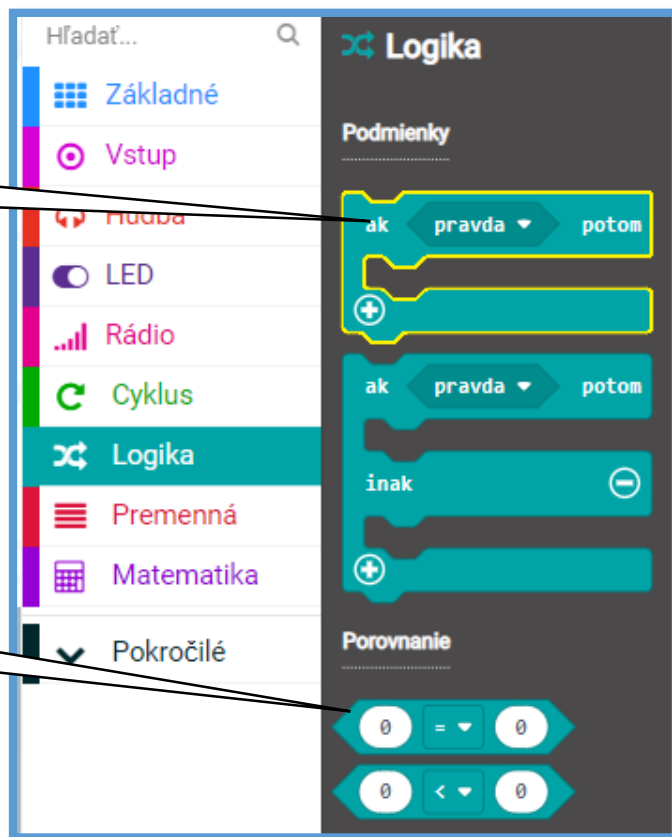 Hľadať...
Základné
Vstup
Hudba
LED
Rádio
Cyklus
Logika
Premenná
Matematika
Pokročilé
Logika
Podmienky
ak pravda potom
ak pravda potom
inak
Porovnanie
0 = 0
0 < 0